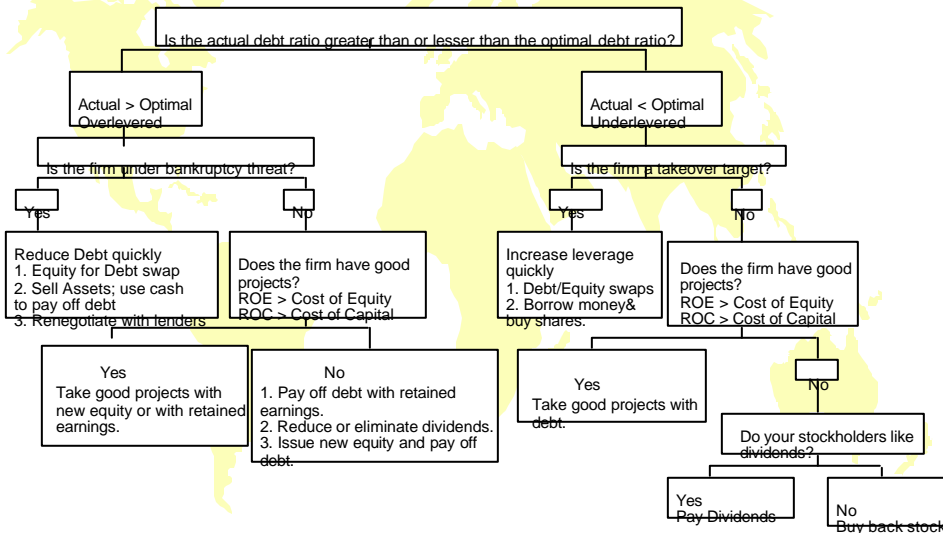 Is the actual debt ratio greater than or lesser than the optimal debt ratio?
Actual > Optimal
Overlevered
Actual < Optimal
Underlevered
Is the firm under bankruptcy threat?
Is the firm a takeover target?
Yes
No
Yes
No
Reduce Debt quickly
1. Equity for Debt swap
2. Sell Assets; use cash
to pay off debt
3. Renegotiate with lenders
Does the firm have good
projects?
ROE > Cost of Equity
ROC > Cost of Capital
Increase leverage
quickly
1. Debt/Equity swaps
2. Borrow money&
buy shares.
Does the firm have good
projects?
ROE > Cost of Equity
ROC > Cost of Capital
Yes
Take good projects with
new equity or with retained
earnings.
No
1. Pay off debt with retained
earnings.
2. Reduce or eliminate dividends.
3. Issue new equity and pay off
debt.
Yes
Take good projects with
debt.
No
Do your stockholders like
dividends?
Yes
Pay Dividends
No
Buy back stock